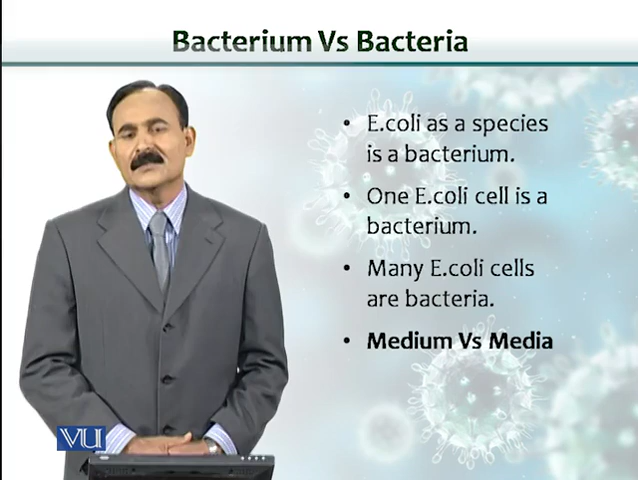 Bacterium Vs Bacteria
• E.coli as a species
is a bacterium.
• One E.coli cell is a
bacterium.
• Many E.coli cells
are bacteria.
• Medium Vs Media
VU